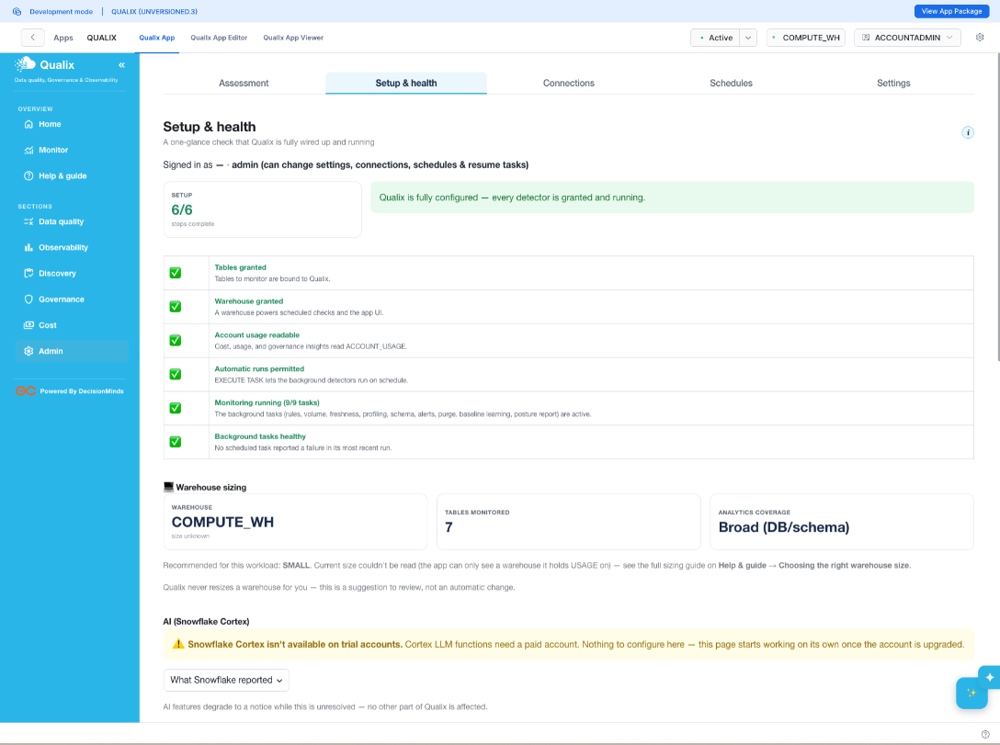 Development mode
QUALIX (UNVERSIONED.3)
View App Package
Apps
QUALIX
Qualix App
Qualix App Editor
Qualix App Viewer
Active
COMPUTE_WH
ACCOUNTADMIN
Qualix
Data quality, Governance & Observability
OVERVIEW
Home
Monitor
Help & guide
SECTIONS
Data quality
Observability
Discovery
Governance
Cost
Admin
Powered By DecisionMinds
Assessment
Setup & health
Connections
Schedules
Settings
Setup & health
A one-glance check that Qualix is fully wired up and running
Signed in as — · admin (can change settings, connections, schedules & resume tasks)
SETUP
6/6
steps complete
Qualix is fully configured — every detector is granted and running.
Tables granted
Tables to monitor are bound to Qualix.
Warehouse granted
A warehouse powers scheduled checks and the app UI.
Account usage readable
Cost, usage, and governance insights read ACCOUNT_USAGE.
Automatic runs permitted
EXECUTE TASK lets the background detectors run on schedule.
Monitoring running (9/9 tasks)
The background tasks (rules, volume, freshness, profiling, schema, alerts, purge, baseline learning, posture report) are active.
Background tasks healthy
No scheduled task reported a failure in its most recent run.
Warehouse sizing
WAREHOUSE
COMPUTE_WH
size unknown
TABLES MONITORED
7
ANALYTICS COVERAGE
Broad (DB/schema)
Recommended for this workload: SMALL. Current size couldn't be read (the app can only see a warehouse it holds USAGE on) — see the full sizing guide on Help & guide → Choosing the right warehouse size.
Qualix never resizes a warehouse for you — this is a suggestion to review, not an automatic change.
AI (Snowflake Cortex)
Snowflake Cortex isn't available on trial accounts. Cortex LLM functions need a paid account. Nothing to configure here — this page starts working on its own once the account is upgraded.
What Snowflake reported
AI features degrade to a notice while this is unresolved — no other part of Qualix is affected.